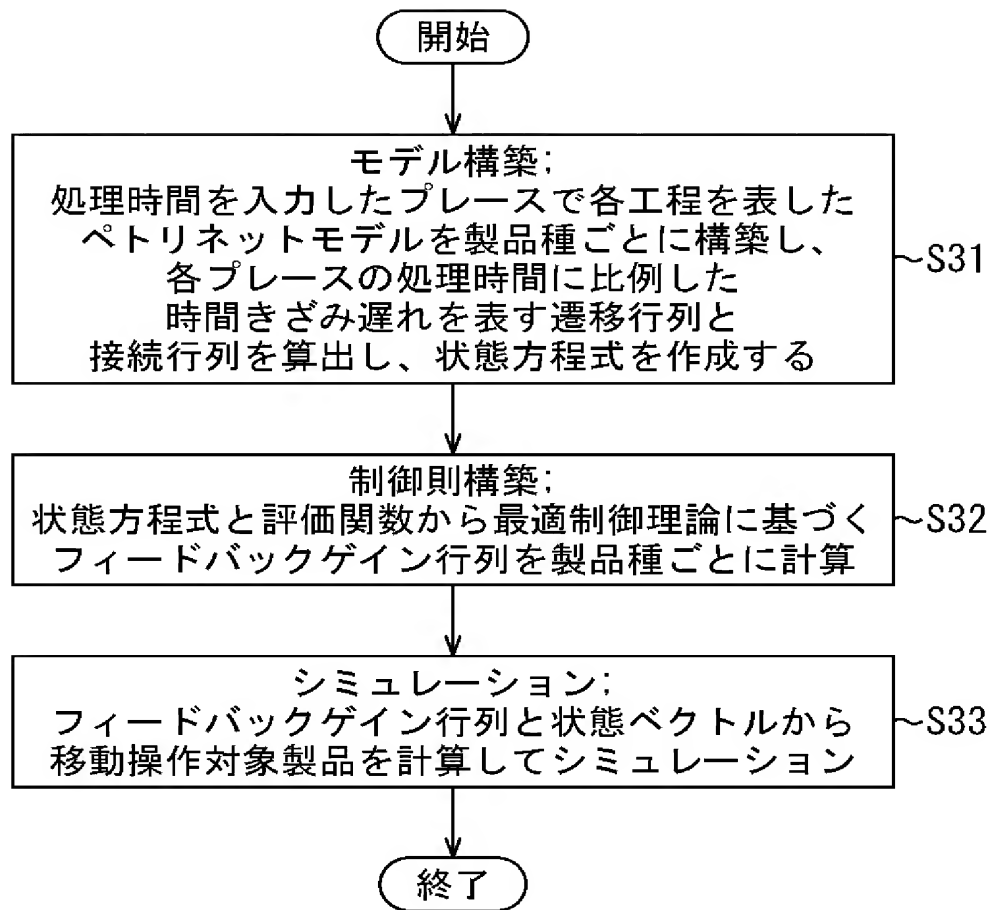 開始
モデル構築;
処理時間を入力したプレースで各工程を表した
ペトリネットモデルを製品種ごとに構築し、
各プレースの処理時間に比例した
時間きざみ遅れを表す遷移行列と
接続行列を算出し、状態方程式を作成する
~S31
制御則構築;
状態方程式と評価関数から最適制御理論に基づく
フィードバックゲイン行列を製品種ごとに計算
~S32
シミュレーション;
フィードバックゲイン行列と状態ベクトルから
移動操作対象製品を計算してシミュレーション
~S33
終了